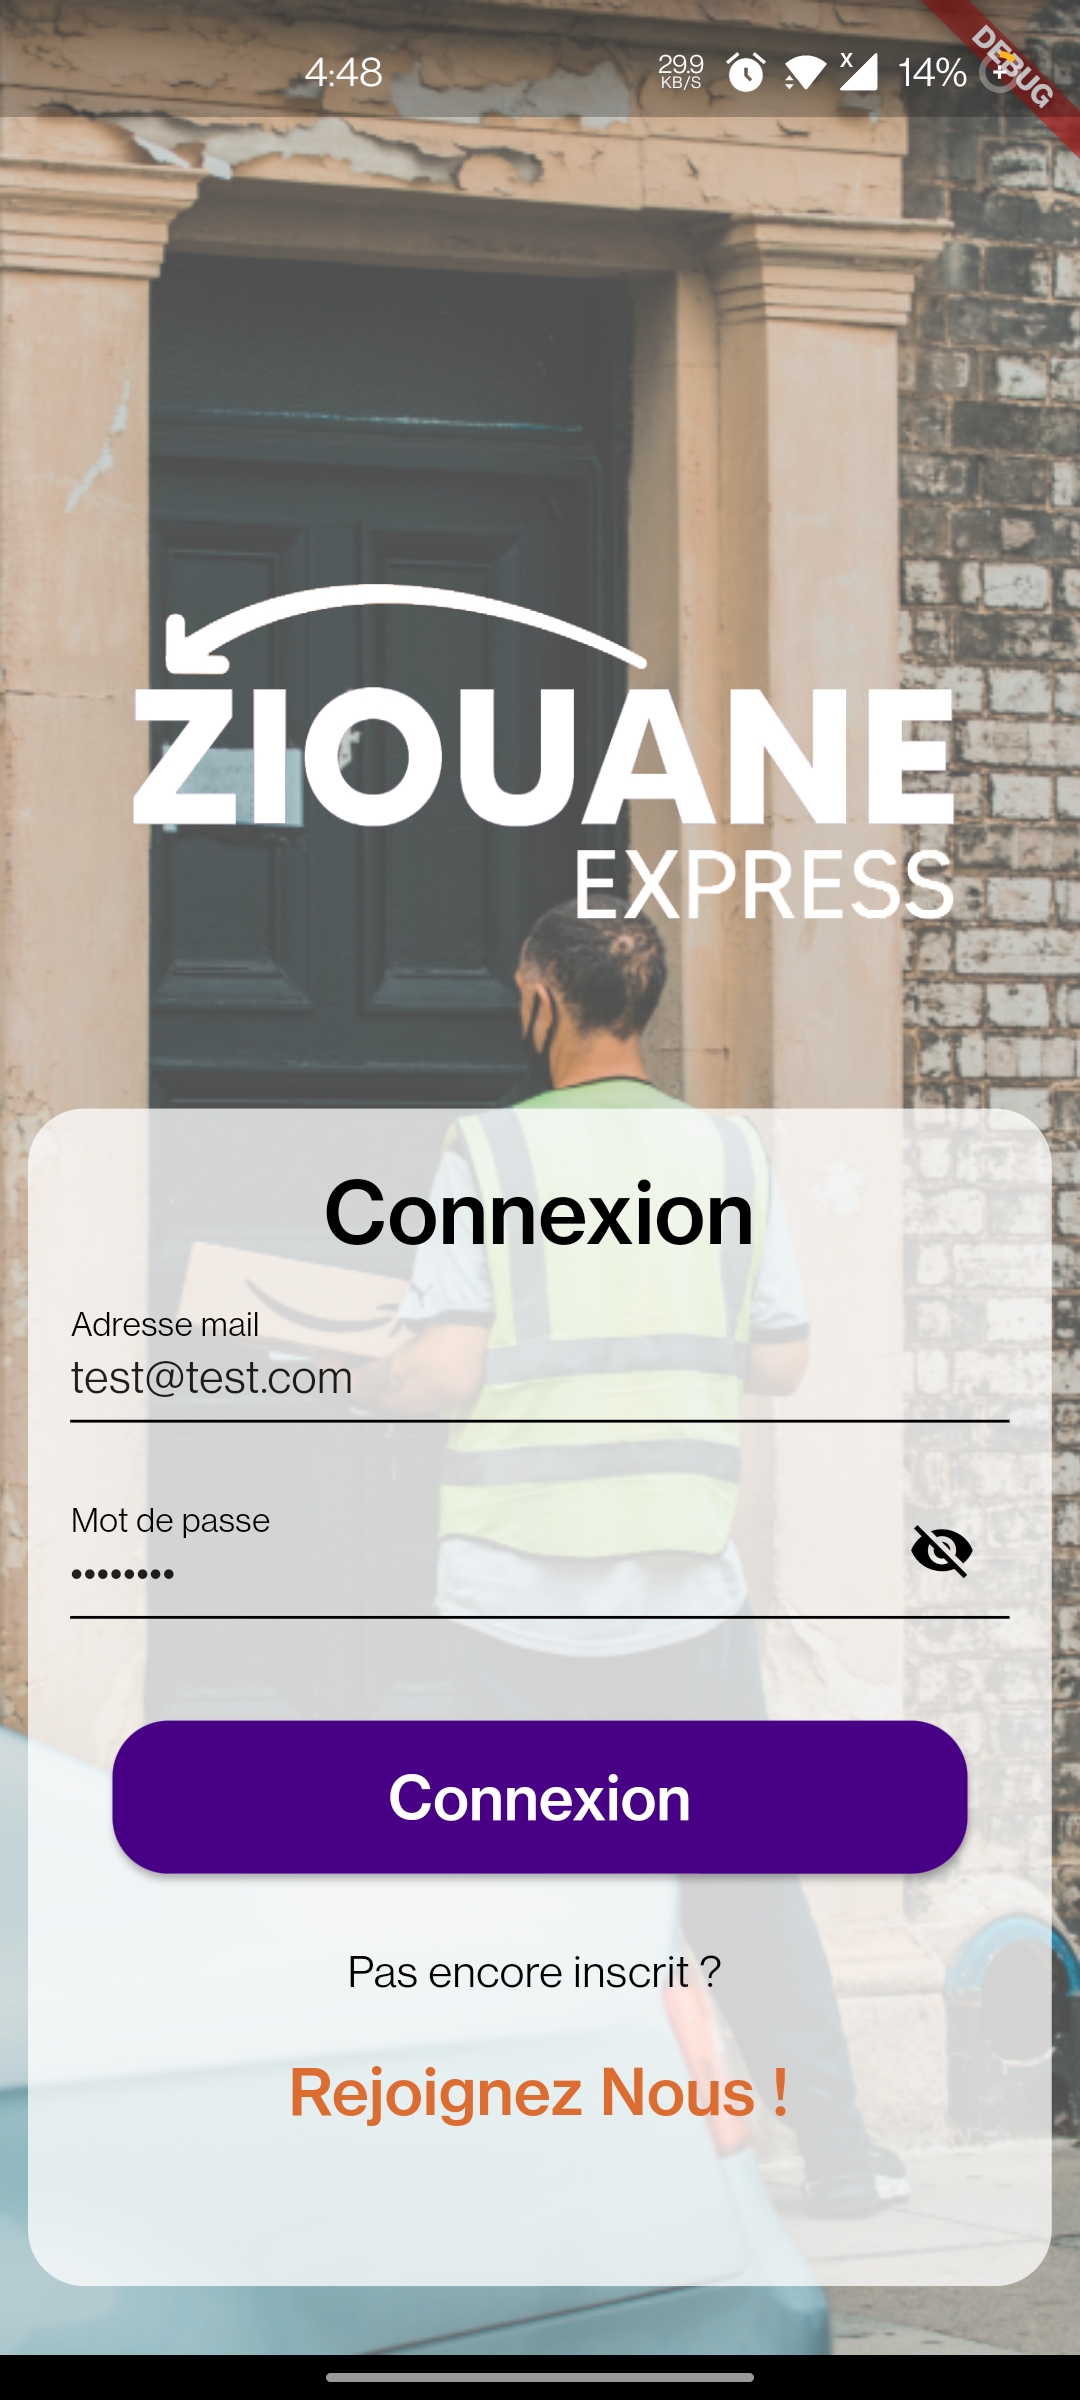 4:48
29.9
KB/S
X
14%
DEBUG
ZIOUANE
EXPRESS
Connexion
Adresse mail
test@test.com
Mot de passe
••••••••
Connexion
Pas encore inscrit ?
Rejoignez Nous !